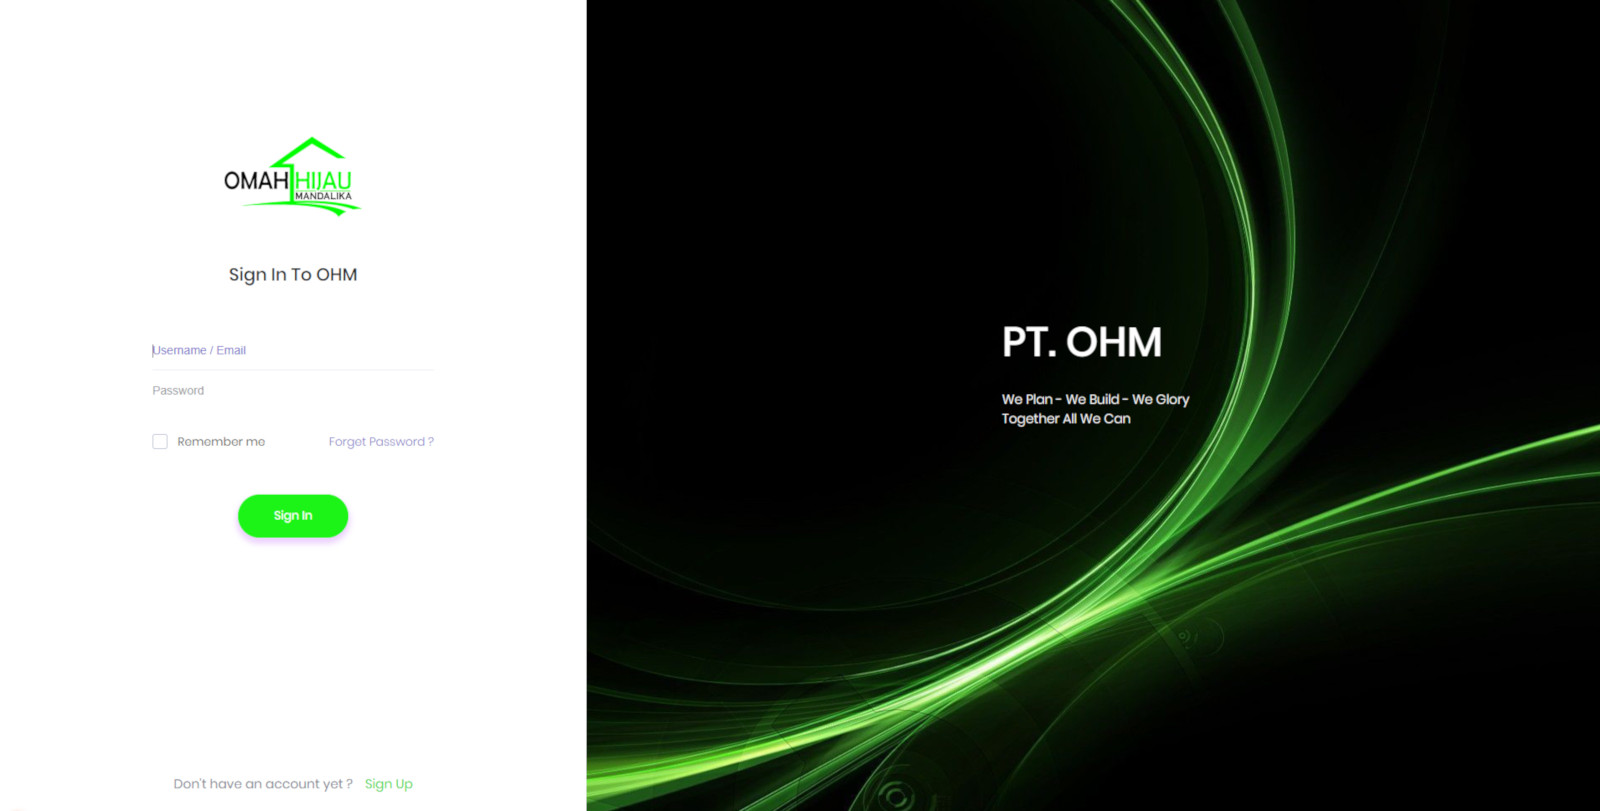 OMAH HIJAU
MANDALIKA
Sign In To OHM
Username / Email
Password
Remember me
Forget Password ?
Sign In
Don't have an account yet ?
Sign Up
PT. OHM
We Plan - We Build - We Glory
Together All We Can